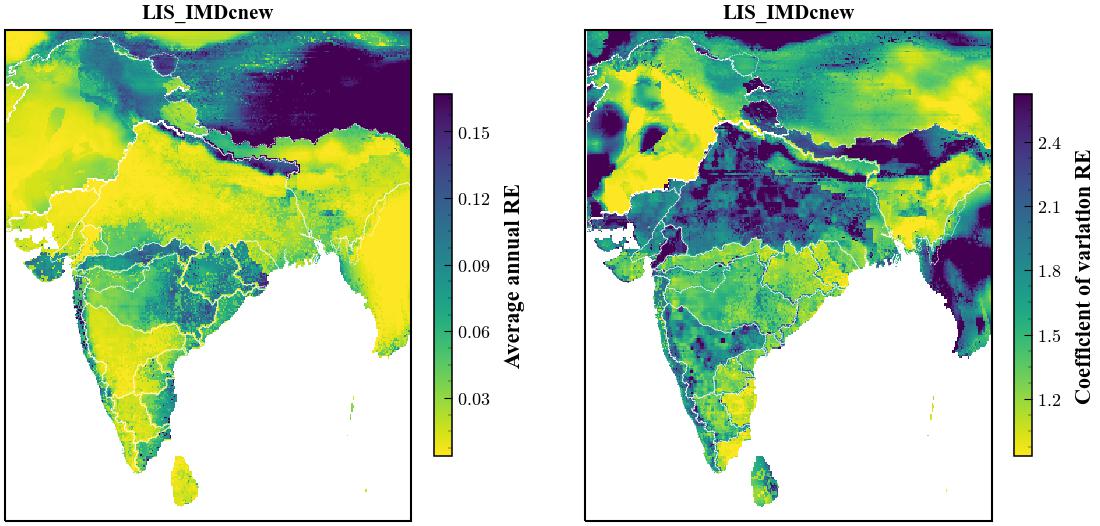 LIS_IMDcnew
0.15
0.12
0.09
0.06
0.03
Average annual RE
LIS_IMDcnew
2.4
2.1
1.8
1.5
1.2
Coefficient of variation RE